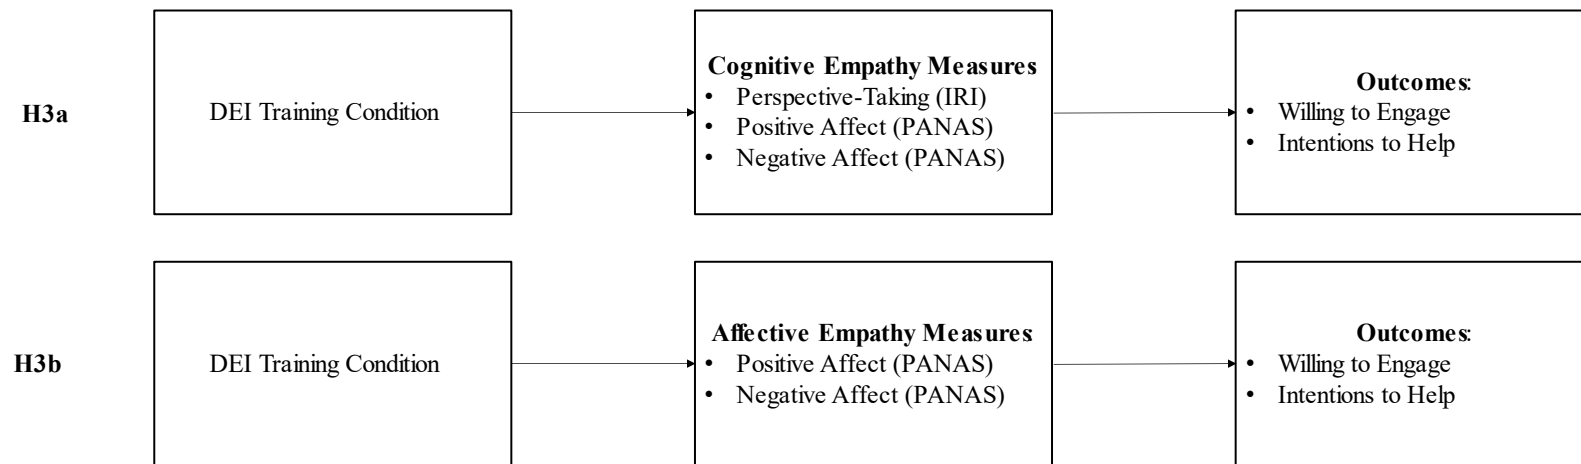 H3a
DEI Training Condition
Cognitive Empathy Measures
• Perspective-Taking (IRI)
• Positive Affect (PANAS)
• Negative Affect (PANAS)
Outcomes:
• Willing to Engage
• Intentions to Help
H3b
DEI Training Condition
Affective Empathy Measures
• Positive Affect (PANAS)
• Negative Affect (PANAS)
Outcomes:
• Willing to Engage
• Intentions to Help